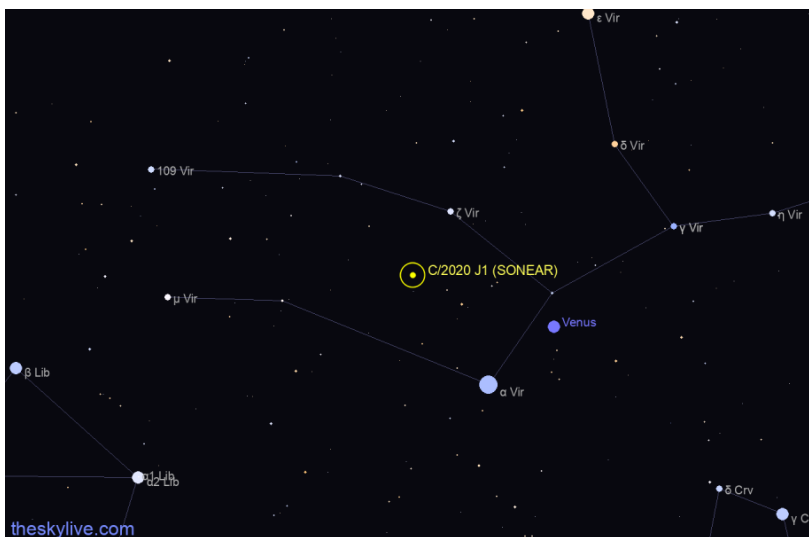 ε Vir
δ Vir
109 Vir
ζ Vir
η Vir
γ Vir
C/2020 J1 (SONEAR)
μ Vir
Venus
β Lib
α Vir
α1 Lib
α2 Lib
δ Crv
γ C
theskylive.com